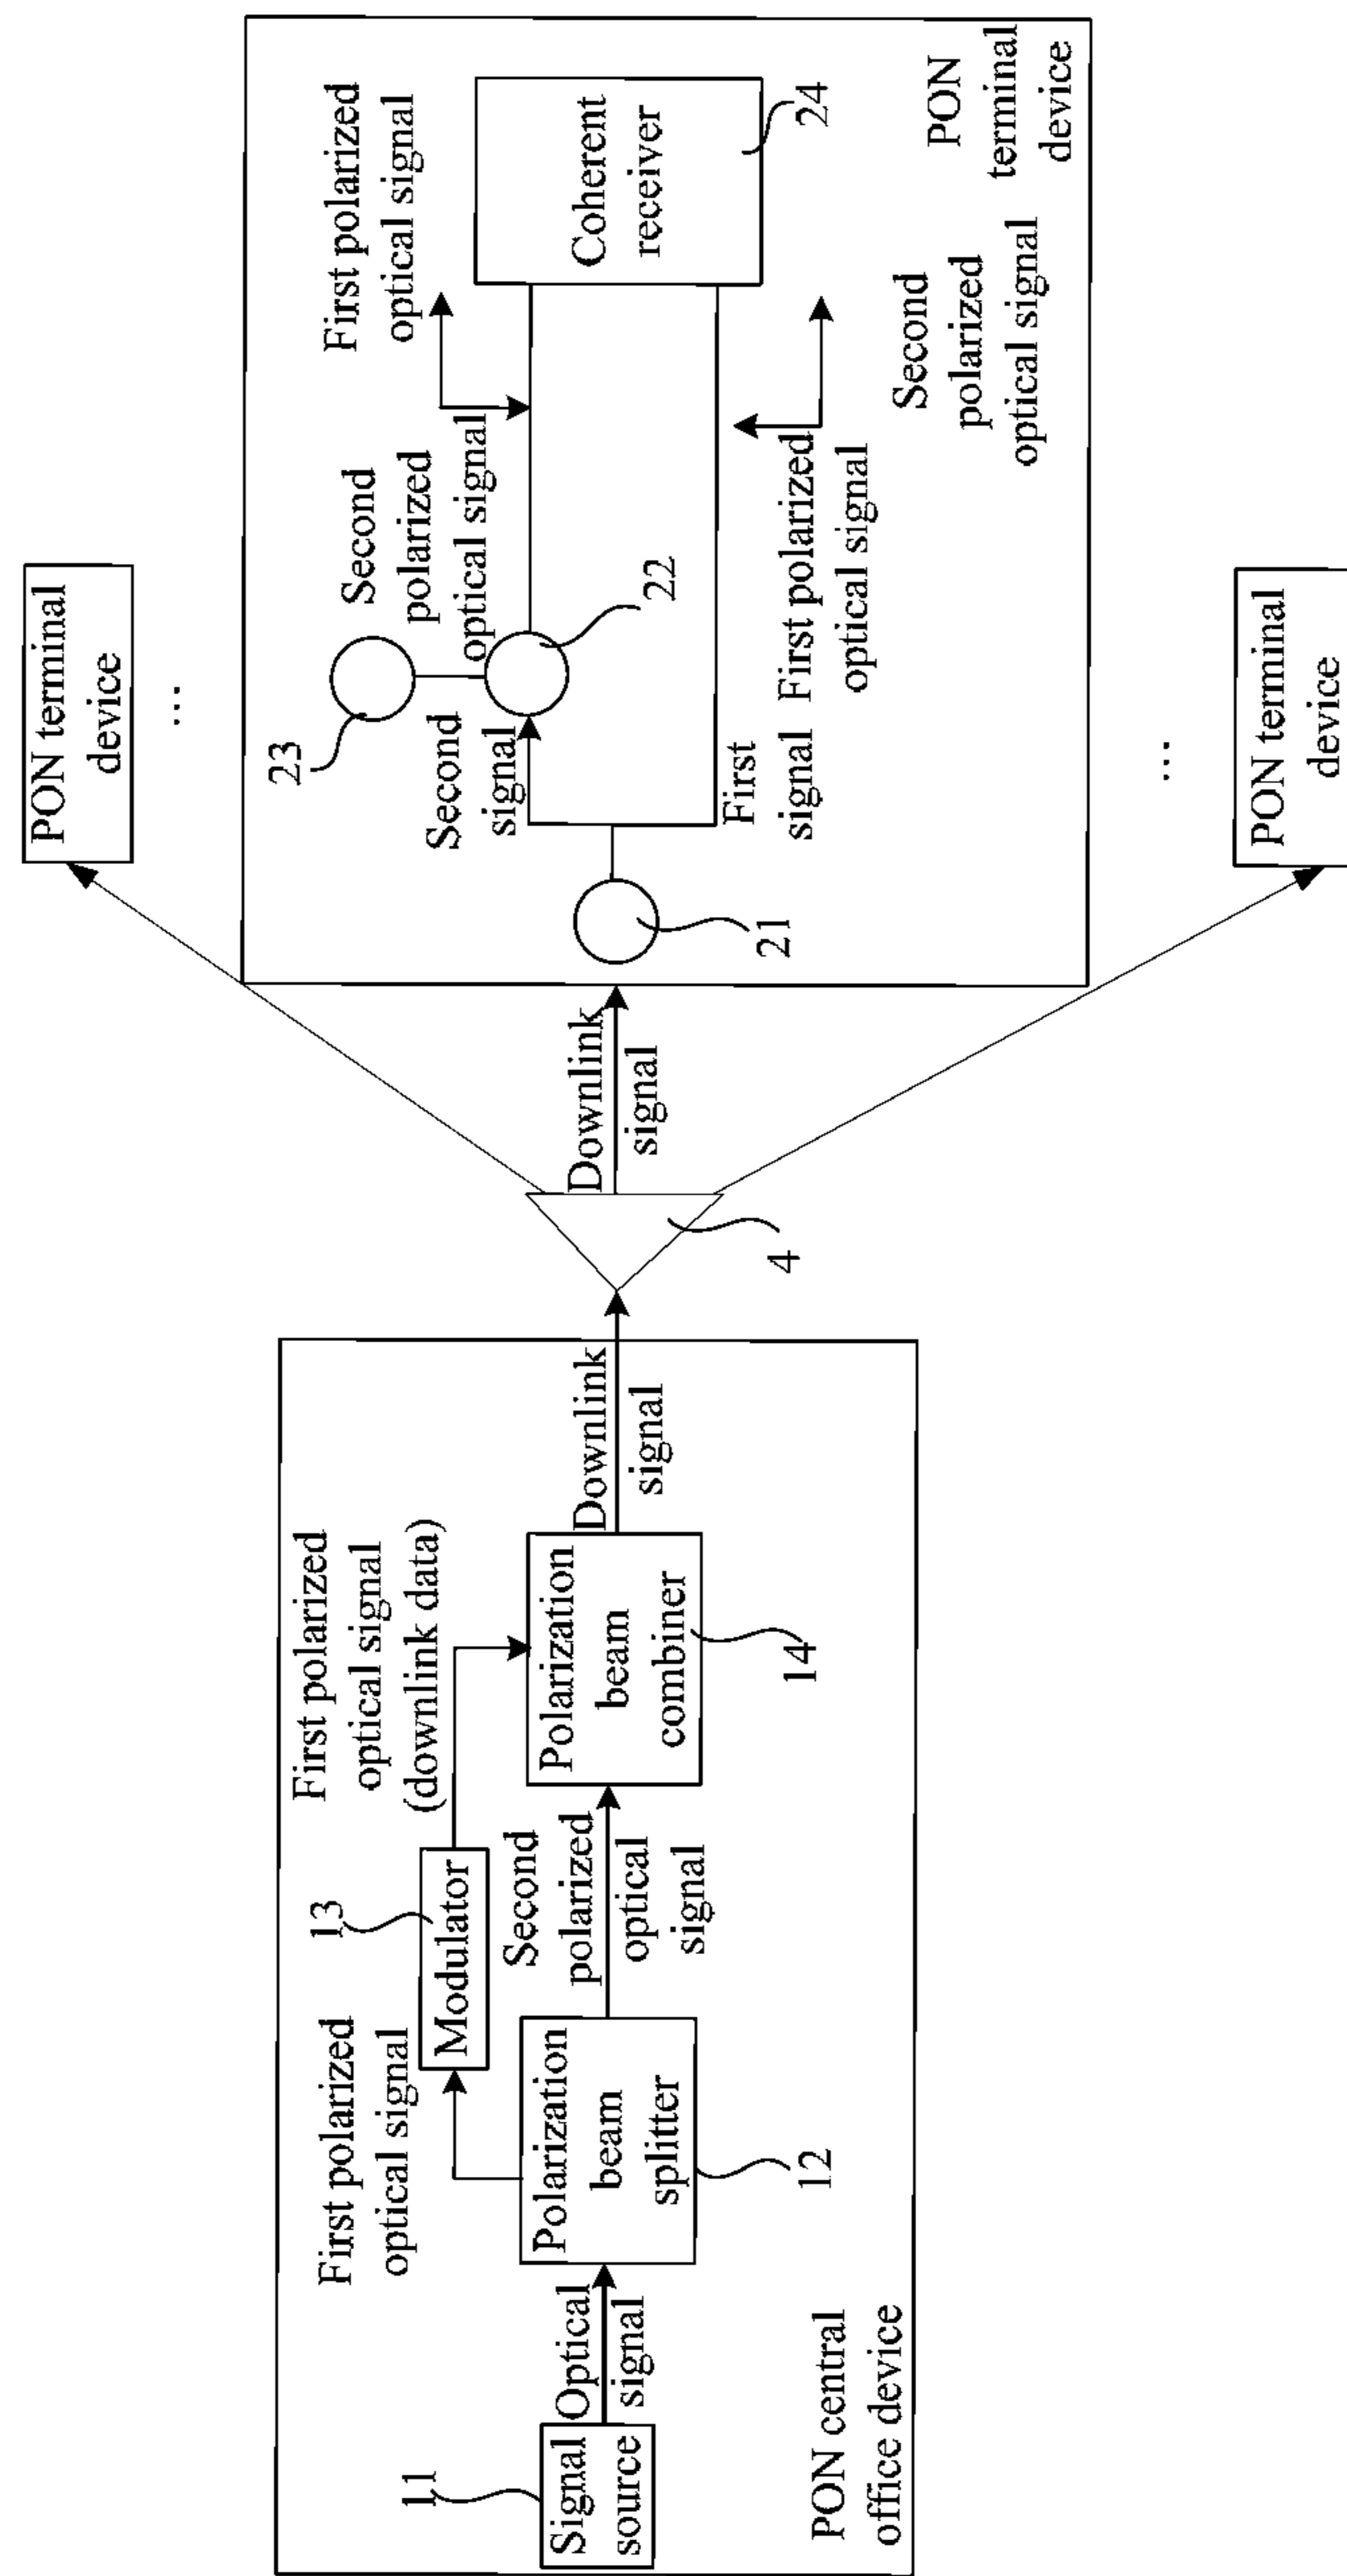 PON terminal
device
...
First polarized
optical signal
Second
polarized
optical signal
23
Second
signal
22
Coherent
receiver
24
21
First
signal
First polarized
optical signal
Second
polarized
optical signal
PON
terminal
device
Downlink
signal
4
...
PON terminal
device
First polarized
optical signal
13
Modulator
First polarized
optical signal
(downlink data)
11
Signal
source
Optical
signal
Polarization
beam
splitter
12
Second
polarized
optical
signal
Polarization
beam
combiner
14
Downlink
signal
PON central
office device